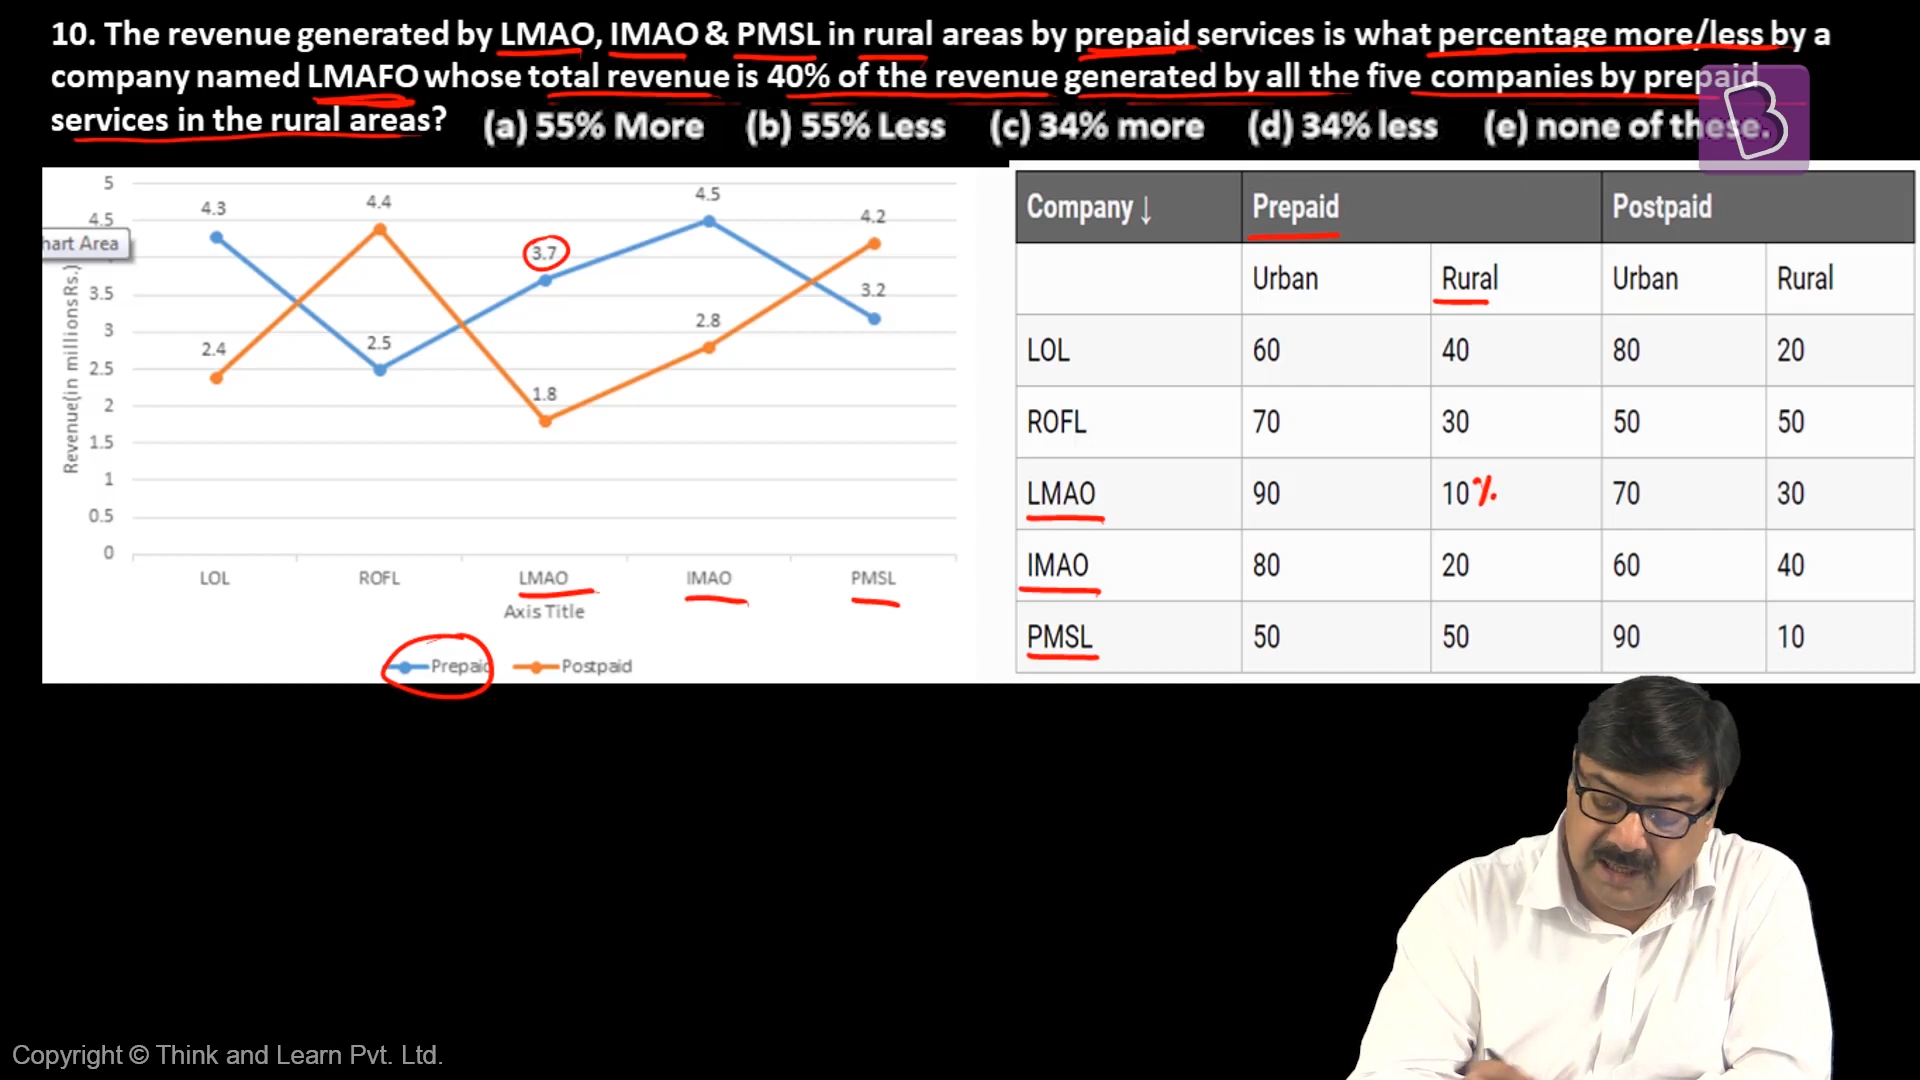 10. The revenue generated by LMAO, IMAO & PMSL in rural areas by prepaid services is what percentage more/less by a
company named LMAFO whose total revenue is 40% of the revenue generated by all the five companies by prepaid
services in the rural areas? (a) 55% More (b) 55% Less (c) 34% more (d) 34% less (e) none of these.
B
5
4.5
3.5
3
2.5
2
1.5
1
0.5
0
hart Area
Revenue(in millionsRs.)
4.3
4.4
3.7
4.5
4.2
2.4
2.5
1.8
2.8
3.2
LOL ROFL LMAO IMAO PMSL
Axis Title
Prepaid Postpaid
Company↓ Prepaid Postpaid
Urban Rural Urban Rural
LOL 60 40 80 20
ROFL 70 30 50 50
LMAO 90 10% 70 30
IMAO 80 20 60 40
PMSL 50 50 90 10
Copyright © Think and Learn Pvt. Ltd.